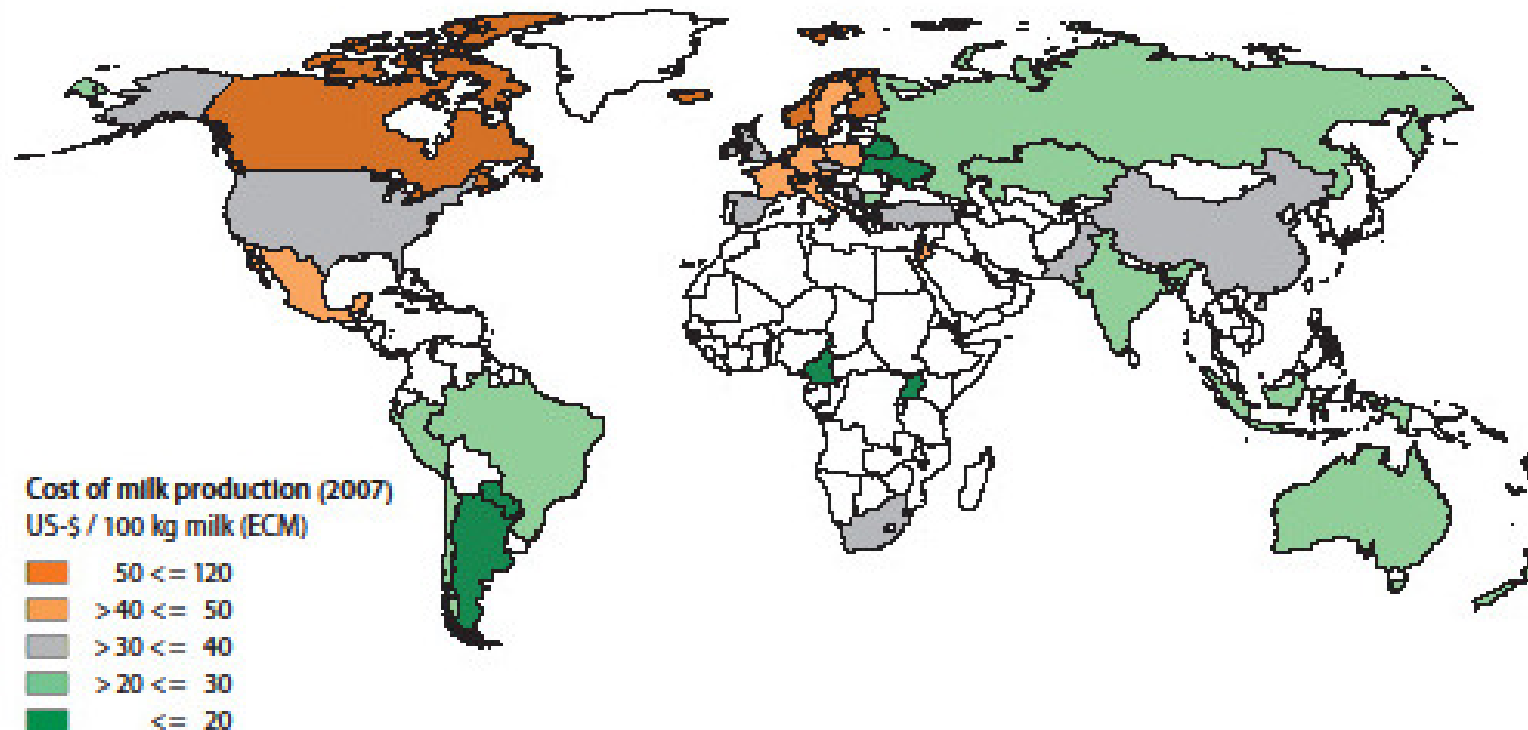 Cost of milk production (2007)
US-$ / 100 kg milk (ECM)
50 <= 120
>40 <= 50
>30 <= 40
>20 <= 30
<= 20